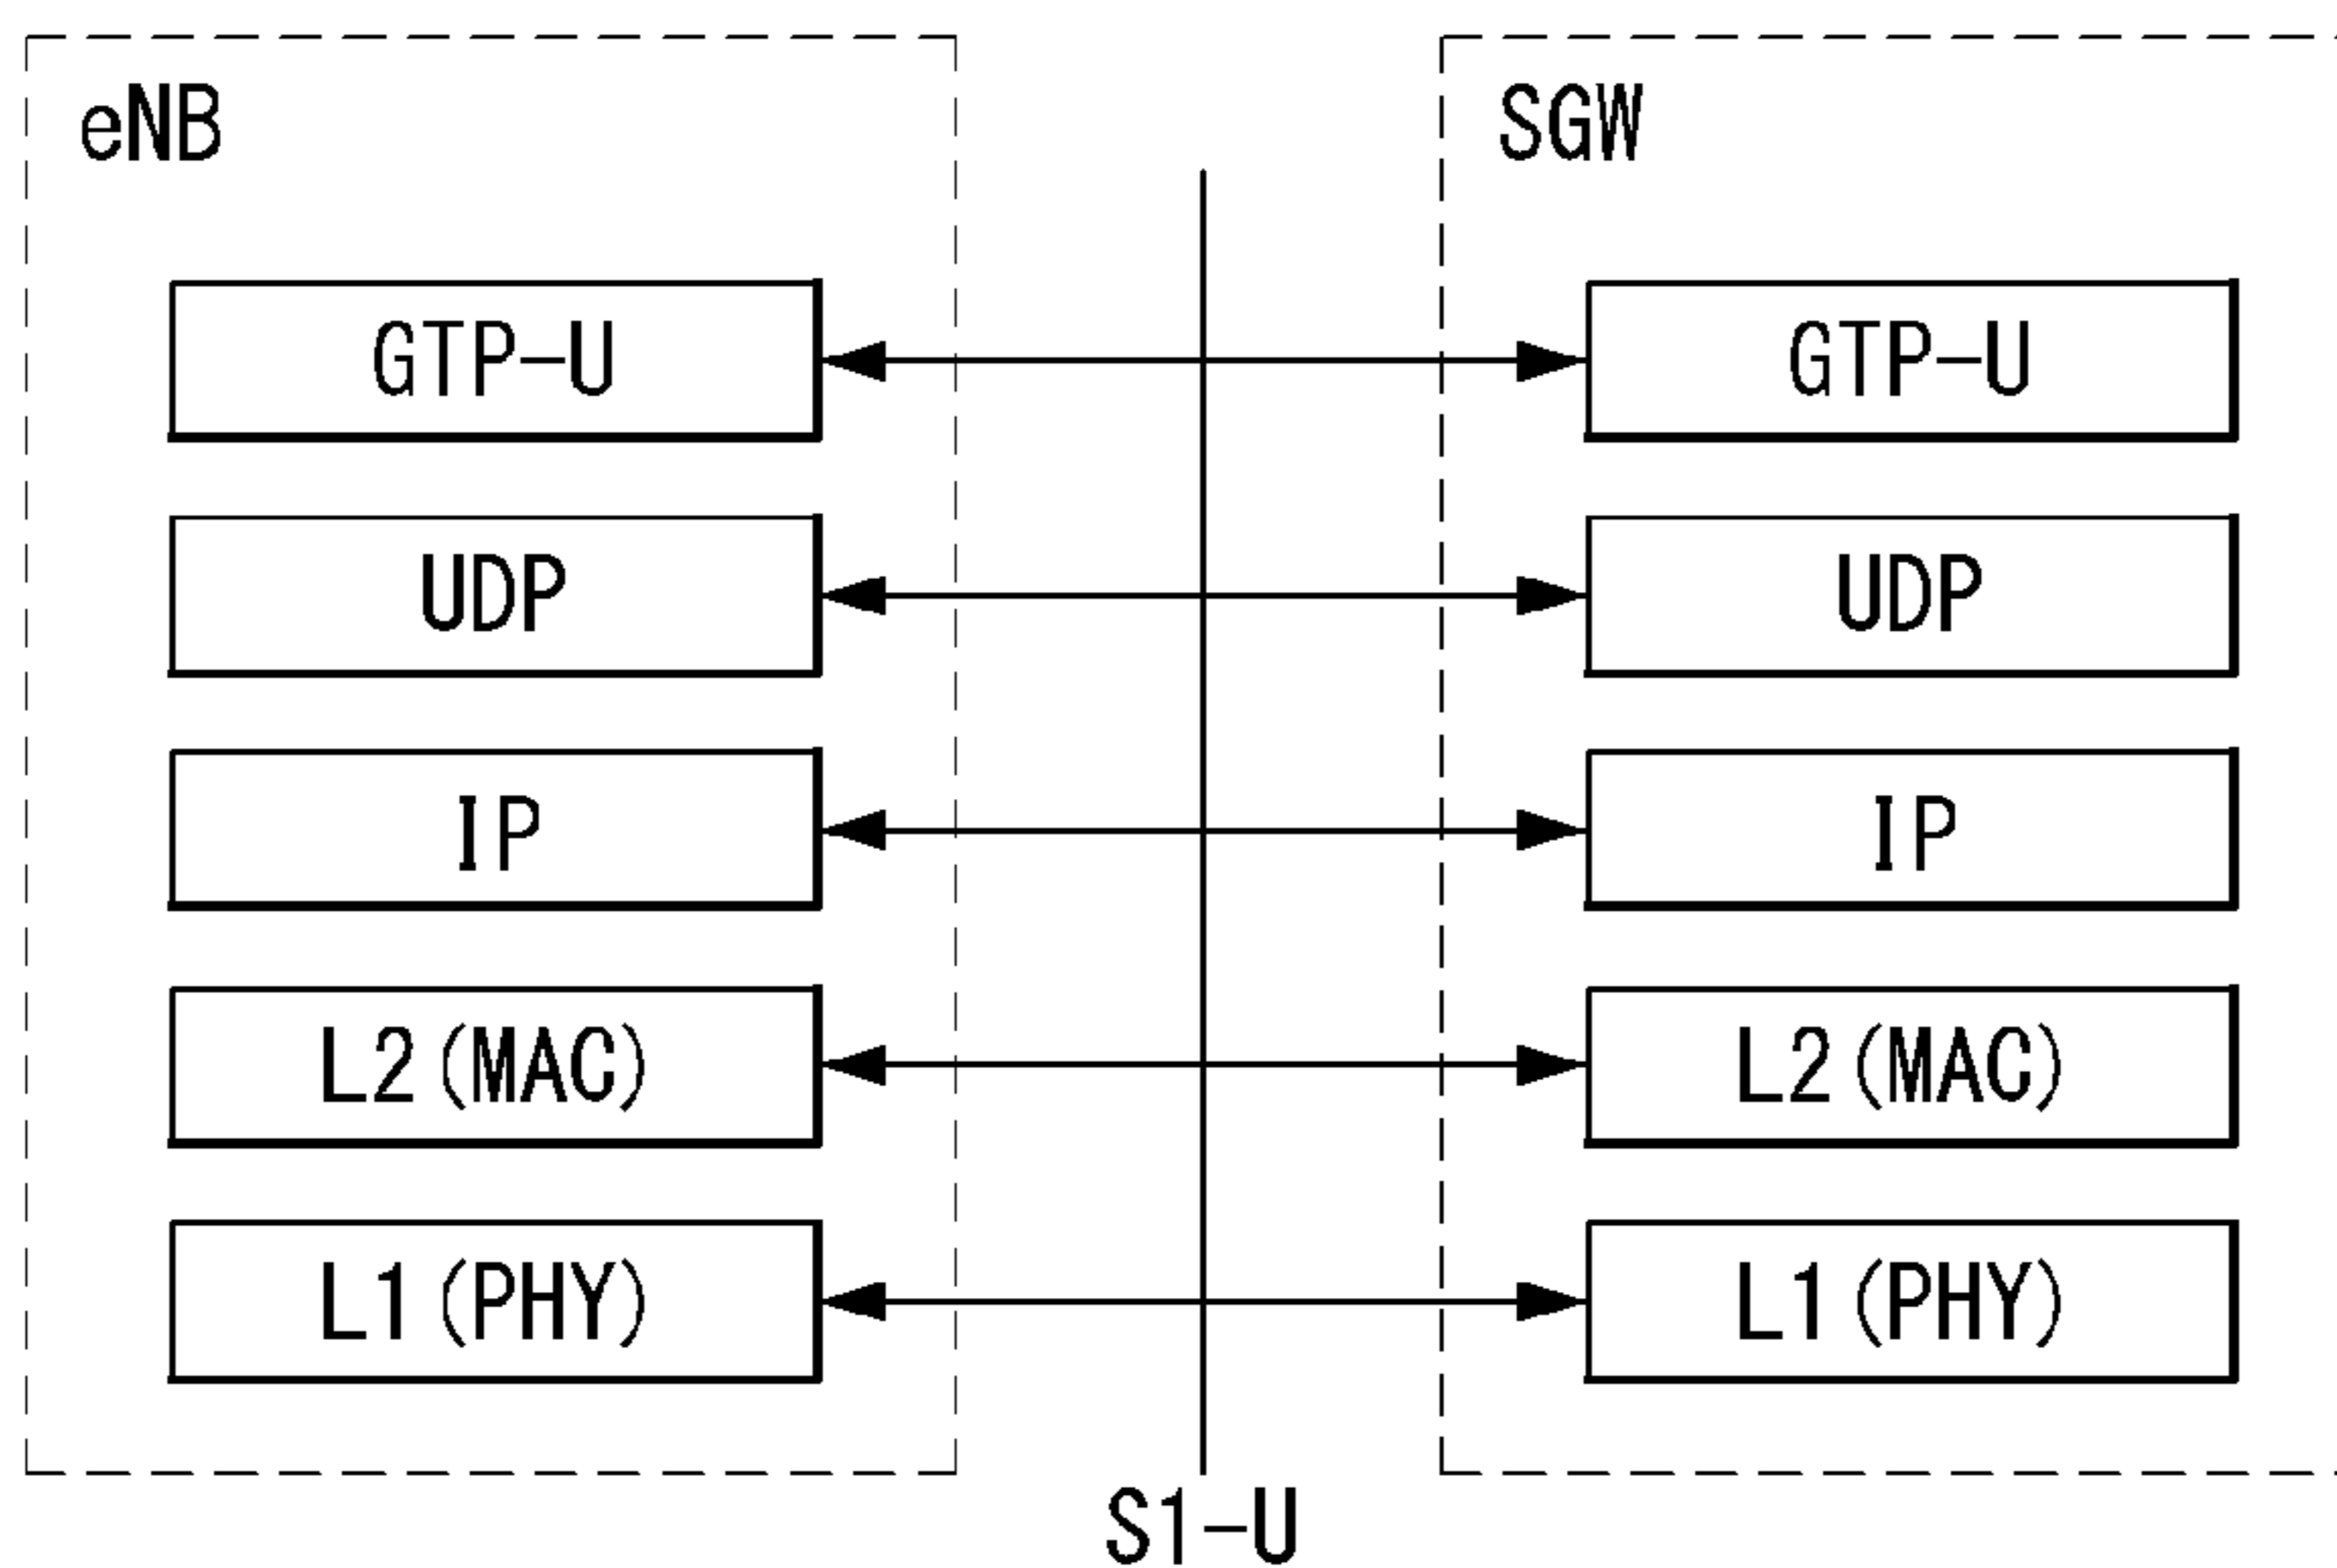 eNB
SGW
GTP-U
GTP-U
UDP
UDP
IP
IP
L2(MAC)
L2(MAC)
L1(PHY)
L1(PHY)
S1-U